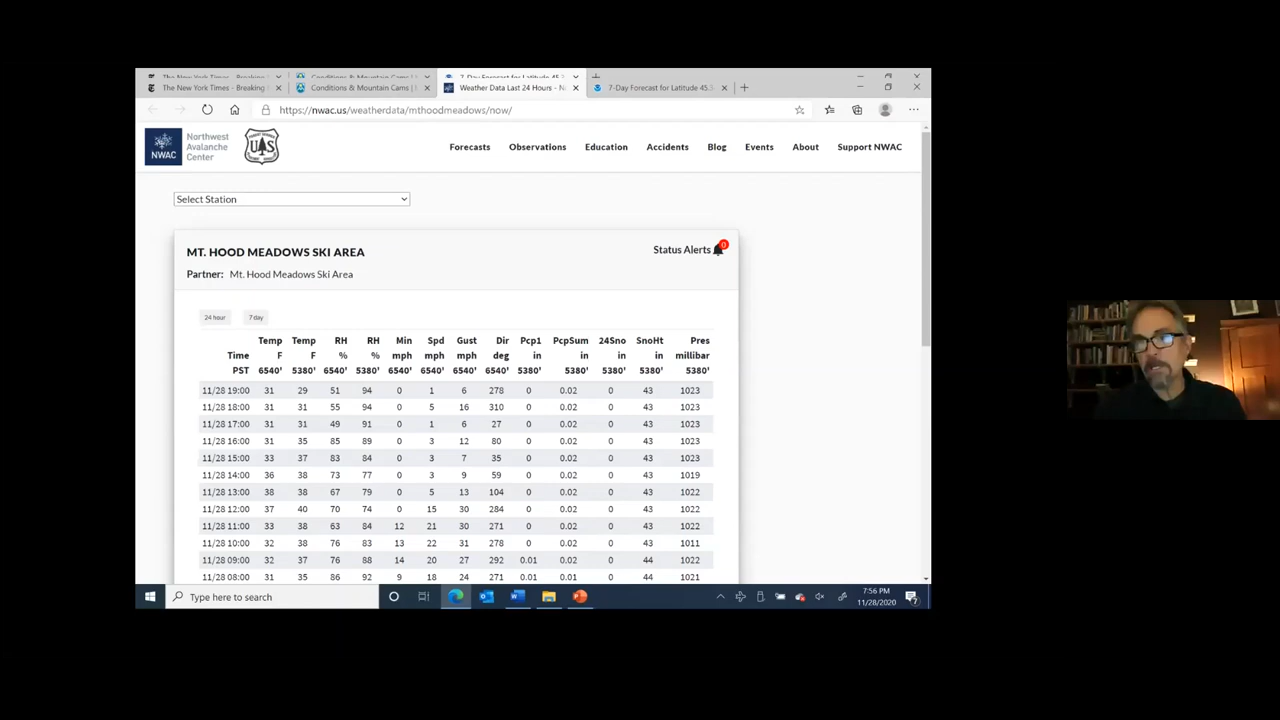 The New York Times - Breaking Conditions & Mountain Cams | 7-Day Forecast for Latitude 45.
The New York Times - Breaking Conditions & Mountain Cams | Weather Data Last 24 Hours - N 7-Day Forecast for Latitude 45.
https://nwac.us/weatherdata/mthoodmeadows/now/
NWAC
Northwest
Avalanche
Center
UAS
Forecasts Observations Education Accidents Blog Events About Support NWAC
Select Station
MT. HOOD MEADOWS SKI AREA
Status Alerts 0
Partner: Mt. Hood Meadows Ski Area
24 hour 7 day
Temp Temp RH RH Min Spd Gust Dir Pcp1 PcpSum 24Sno SnoHt Pres
Time F F % % mph mph mph deg in in in in millibar
PST 6540' 5380' 6540' 5380' 6540' 6540' 6540' 6540' 5380' 5380' 5380' 5380' 5380'
11/28 19:00 31 29 51 94 0 1 6 278 0 0.02 0 43 1023
11/28 18:00 31 31 55 94 0 5 16 310 0 0.02 0 43 1023
11/28 17:00 31 31 49 91 0 1 6 27 0 0.02 0 43 1023
11/28 16:00 31 35 85 89 0 3 12 80 0 0.02 0 43 1023
11/28 15:00 33 37 83 84 0 3 7 35 0 0.02 0 43 1023
11/28 14:00 36 38 73 77 0 3 9 59 0 0.02 0 43 1019
11/28 13:00 38 38 67 79 0 5 13 104 0 0.02 0 43 1022
11/28 12:00 37 40 70 74 0 15 30 284 0 0.02 0 43 1022
11/28 11:00 33 38 63 84 12 21 30 271 0 0.02 0 43 1022
11/28 10:00 32 38 76 83 13 22 31 278 0 0.02 0 43 1011
11/28 09:00 32 37 76 88 14 20 27 292 0.01 0.02 0 44 1022
11/28 08:00 31 35 86 92 9 18 24 271 0.01 0.01 0 44 1021
Type here to search
7:56 PM
11/28/2020